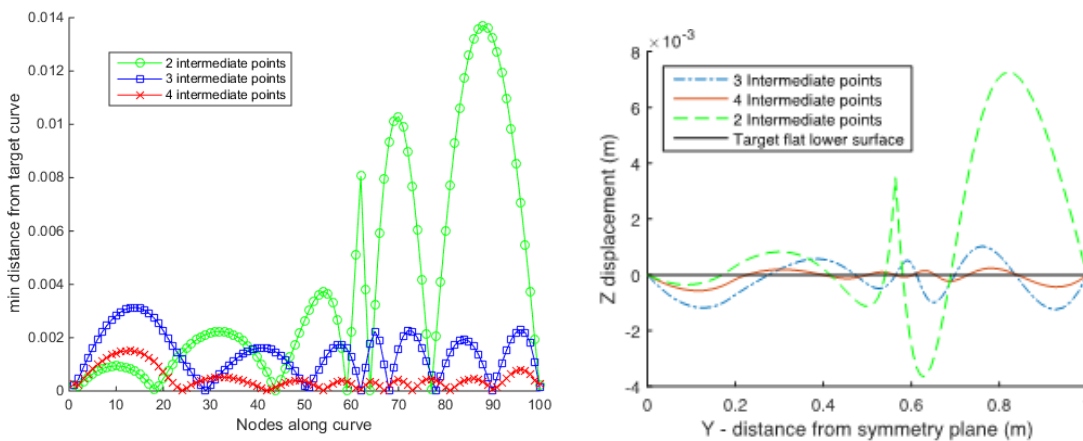 0.014
0.012
0.01
0.008
0.006
0.004
0.002
0
min distance from target curve
2 intermediate points
3 intermediate points
4 intermediate points
0 10 20 30 40 50 60 70 80 90 100
Nodes along curve
×10⁻³
8
6
4
2
0
-2
-4
Z displacement (m)
3 Intermediate points
4 Intermediate points
2 Intermediate points
Target flat lower surface
0 0.2 0.4 0.6 0.8
Y - distance from symmetry plane (m)